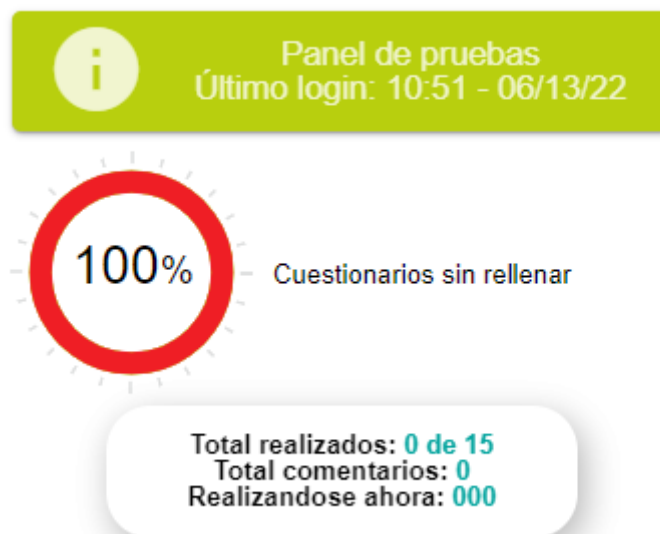 i
Panel de pruebas
Último login: 10:51 - 06/13/22
100%
Cuestionarios sin rellenar
Total realizados: 0 de 15
Total comentarios: 0
Realizandose ahora: 000